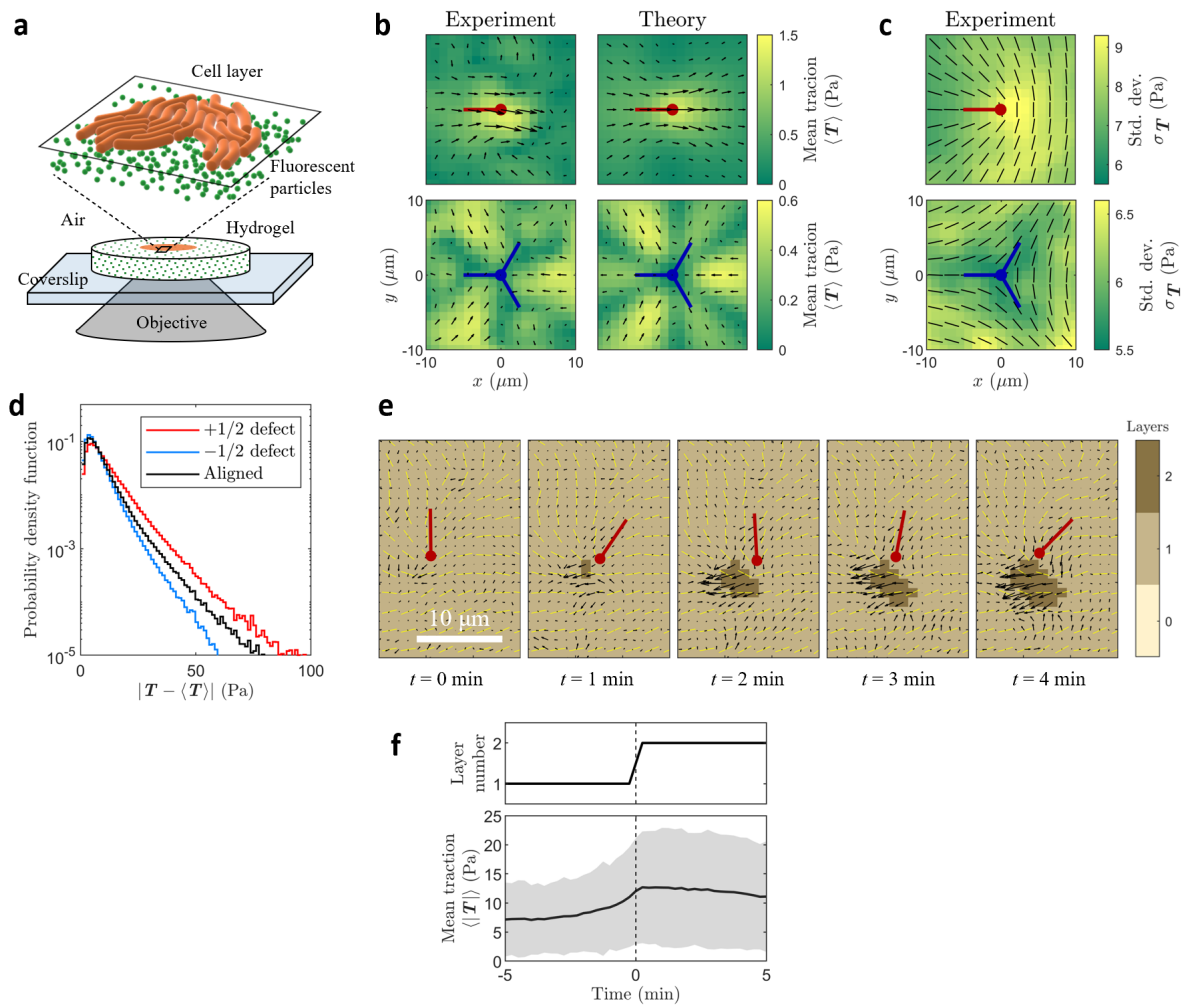 a
Cell layer
Fluorescent
particles
Air
Hydrogel
Coverslip
Objective
b
Experiment
Theory
1.5
1
0.5
0
Mean tracion
⟨T⟩ (Pa)
10
0
-10
y (μm)
-10
0
10
x (μm)
0.6
0.4
0.2
0
Mean traction
⟨T⟩ (Pa)
c
Experiment
9
8
7
6
Std. dev.
σT (Pa)
10
0
-10
y (μm)
-10
0
10
x (μm)
6.5
6
5.5
Std. dev.
σT (Pa)
d
Probability density function
10⁻¹
10⁻³
10⁻⁵
0
50
100
|T − ⟨T⟩| (Pa)
+1/2 defect
−1/2 defect
Aligned
e
10 μm
t = 0 min
t = 1 min
t = 2 min
t = 3 min
t = 4 min
Layers
2
1
0
f
Layer
number
2
1
Mean traction
⟨|T|⟩ (Pa)
25
20
15
10
5
0
-5
0
5
Time (min)